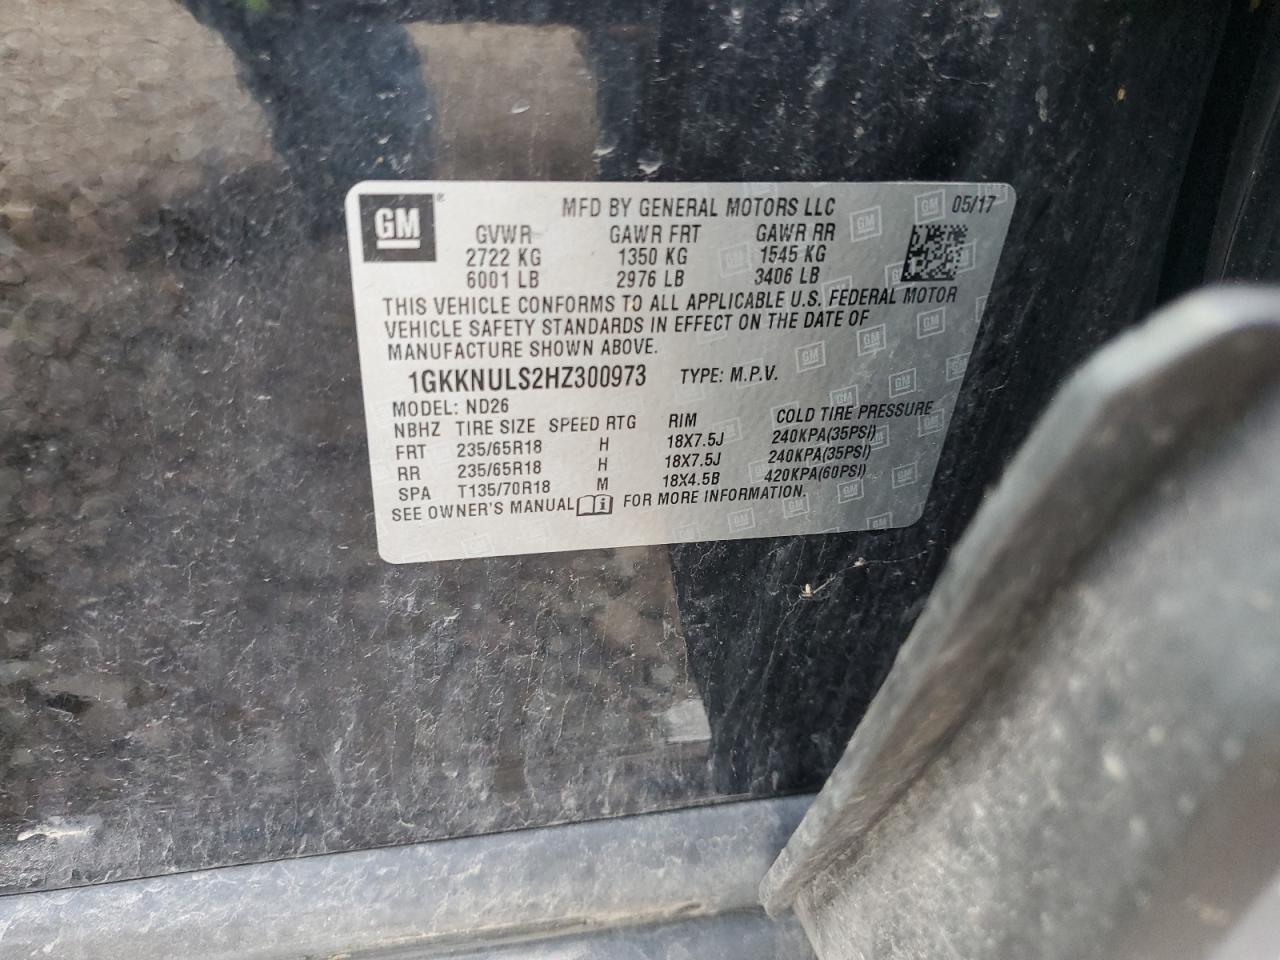 GM ® MFD BY GENERAL MOTORS LLC 05/17
GVWR GAWR FRT GAWR RR
2722 KG 1350 KG 1545 KG
6001 LB 2976 LB 3406 LB
THIS VEHICLE CONFORMS TO ALL APPLICABLE U.S. FEDERAL MOTOR
VEHICLE SAFETY STANDARDS IN EFFECT ON THE DATE OF
MANUFACTURE SHOWN ABOVE.
1GKKNULS2HZ300973 TYPE: M.P.V.
MODEL: ND26
NBHZ TIRE SIZE SPEED RTG RIM COLD TIRE PRESSURE
FRT 235/65R18 H 18X7.5J 240KPA(35PSI)
RR 235/65R18 H 18X7.5J 240KPA(35PSI)
SPA T135/70R18 M 18X4.5B 420KPA(60PSI)
SEE OWNER'S MANUAL FOR MORE INFORMATION.